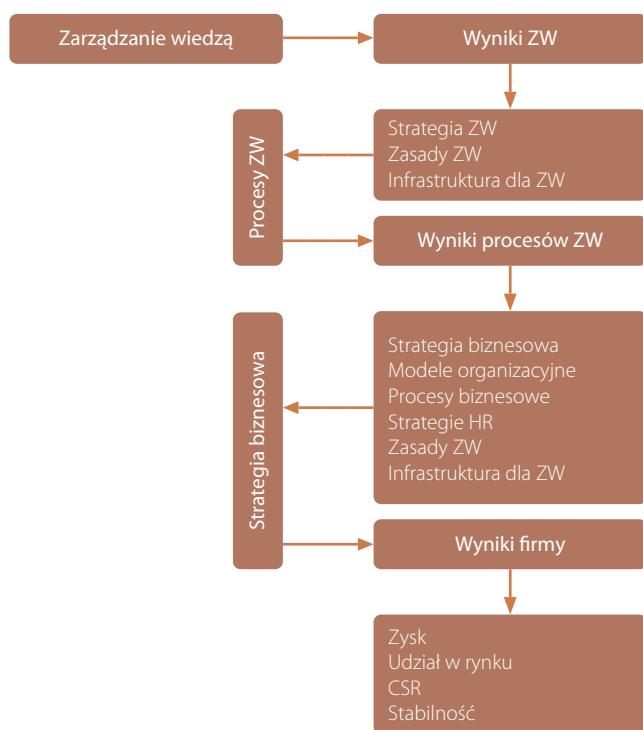 Zarządzanie wiedzą
Wyniki ZW
Strategia ZW
Zasady ZW
Infrastruktura dla ZW
Procesy ZW
Wyniki procesów ZW
Strategia biznesowa
Modele organizacyjne
Procesy biznesowe
Strategie HR
Zasady ZW
Infrastruktura dla ZW
Strategia biznesowa
Wyniki firmy
Zysk
Udział w rynku
CSR
Stabilność